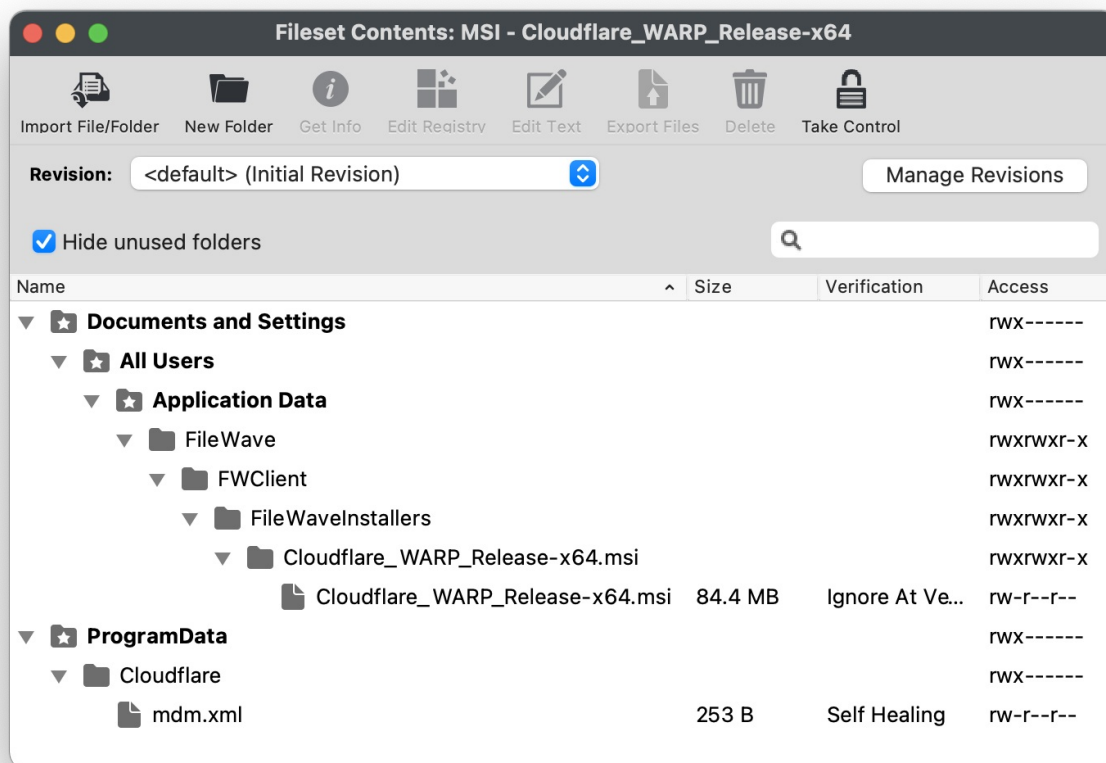 Fileset Contents: MSI - Cloudflare_WARP_Release-x64
Import File/Folder New Folder Get Info Edit Registry Edit Text Export Files Delete Take Control
Revision: <default> (Initial Revision) Manage Revisions
Hide unused folders
Name Size Verification Access
Documents and Settings rwx------
All Users rwx------
Application Data rwx------
FileWave rwxrwxr-x
FWClient rwxrwxr-x
FileWaveInstallers rwxrwxr-x
Cloudflare_WARP_Release-x64.msi rwxrwxr-x
Cloudflare_WARP_Release-x64.msi 84.4 MB Ignore At Ve... rw-r--r--
ProgramData rwx------
Cloudflare rwx------
mdm.xml 253 B Self Healing rw-r--r--